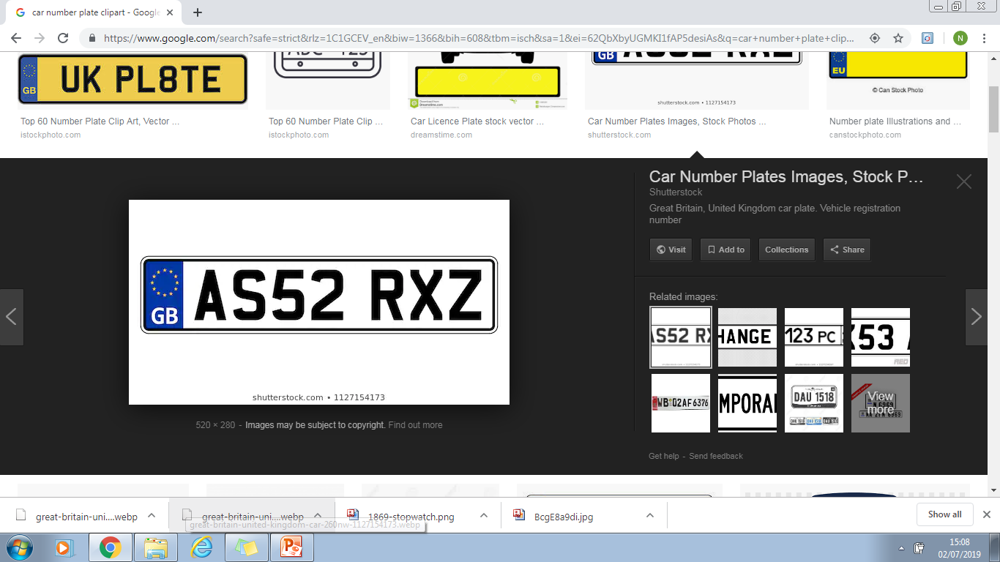 car number plate clipart - Google
https://www.google.com/search?safe=strict&rlz=1C1GCEV_en&biw=1366&bih=608&tbm=isch&sa=1&ei=62QbXbyUGMKI1fAP5desiAs&q=car+number+plate+clip...
N
GB UK PL8TE
ABC 123
GB AS52 RXZ
shutterstock.com • 1127154173
EU
© Can Stock Photo
Top 60 Number Plate Clip Art, Vector ...
istockphoto.com
Top 60 Number Plate Clip ...
istockphoto.com
Car Licence Plate stock vector ...
dreamstime.com
Car Number Plates Images, Stock Photos ...
shutterstock.com
Number plate Illustrations and ...
canstockphoto.com
GB AS52 RXZ
shutterstock.com • 1127154173
520 × 280 - Images may be subject to copyright. Find out more
Car Number Plates Images, Stock P...
Shutterstock
Great Britain, United Kingdom car plate. Vehicle registration
number
Visit Add to Collections Share
Related images:
AS52 RX
HANGE
123 PC
X53
WB 02AF6376
MPORA
DAU 1518
View
more
Get help - Send feedback
great-britain-uni....webp
great-britain-uni....webp
1869-stopwatch.png
BcgE8a9di.jpg
Show all
great-britain-united-kingdom-car-260nw-1127154173.webp
15:08
02/07/2019